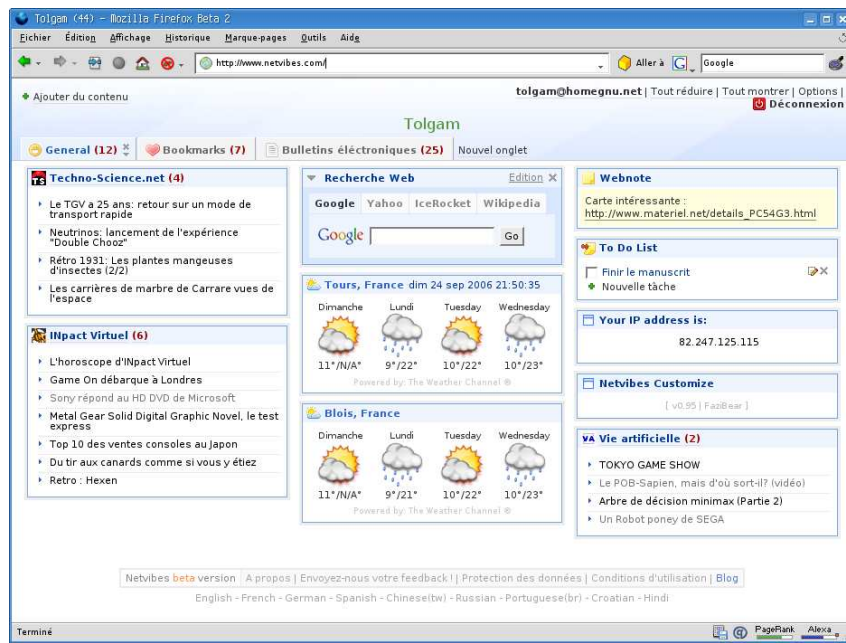 Tolgam (44) - Mozilla Firefox Beta 2
Fichier Édition Affichage Historique Marque-pages Outils Aide
http://www.netvibes.com/ Aller à G Google
Ajouter du contenu
tolgam@homegnu.net | Tout réduire | Tout montrer | Options |
Déconnexion
Tolgam
General (12) Bookmarks (7) Bulletins éléctroniques (25) Nouvel onglet
TS Techno-Science.net (4)
Le TGV a 25 ans: retour sur un mode de
transport rapide
Neutrinos: lancement de l'expérience
"Double Chooz"
Rétro 1931: Les plantes mangeuses
d'insectes (2/2)
Les carrières de marbre de Carrare vues de
l'espace
INpact Virtuel (6)
L'horoscope d'INpact Virtuel
Game On débarque à Londres
Sony répond au HD DVD de Microsoft
Metal Gear Solid Digital Graphic Novel, le test
express
Top 10 des ventes consoles au Japon
Du tir aux canards comme si vous y étiez
Retro : Hexen
Recherche Web Edition
Google Yahoo IceRocket Wikipedia
Google Go
Tours, France dim 24 sep 2006 21:50:35
Dimanche Lundi Tuesday Wednesday
11°/N/A° 9°/22° 10°/22° 10°/23°
Powered by: The Weather Channel ®
Blois, France
Dimanche Lundi Tuesday Wednesday
11°/N/A° 9°/21° 10°/22° 10°/23°
Powered by: The Weather Channel ®
Webnote
Carte intéressante :
http://www.materiel.net/details_PC54G3.html
To Do List
Finir le manuscrit
Nouvelle tâche
Your IP address is:
82.247.125.115
Netvibes Customize
[ v0.95 | FaziBear ]
VA Vie artificielle (2)
TOKYO GAME SHOW
Le POB-Sapien, mais d'où sort-il? (vidéo)
Arbre de décision minimax (Partie 2)
Un Robot poney de SEGA
Netvibes beta version | A propos | Envoyez-nous votre feedback ! | Protection des données | Conditions d'utilisation | Blog
English - French - German - Spanish - Chinese(tw) - Russian - Portuguese(br) - Croatian - Hindi
Terminé PageRank Alexa